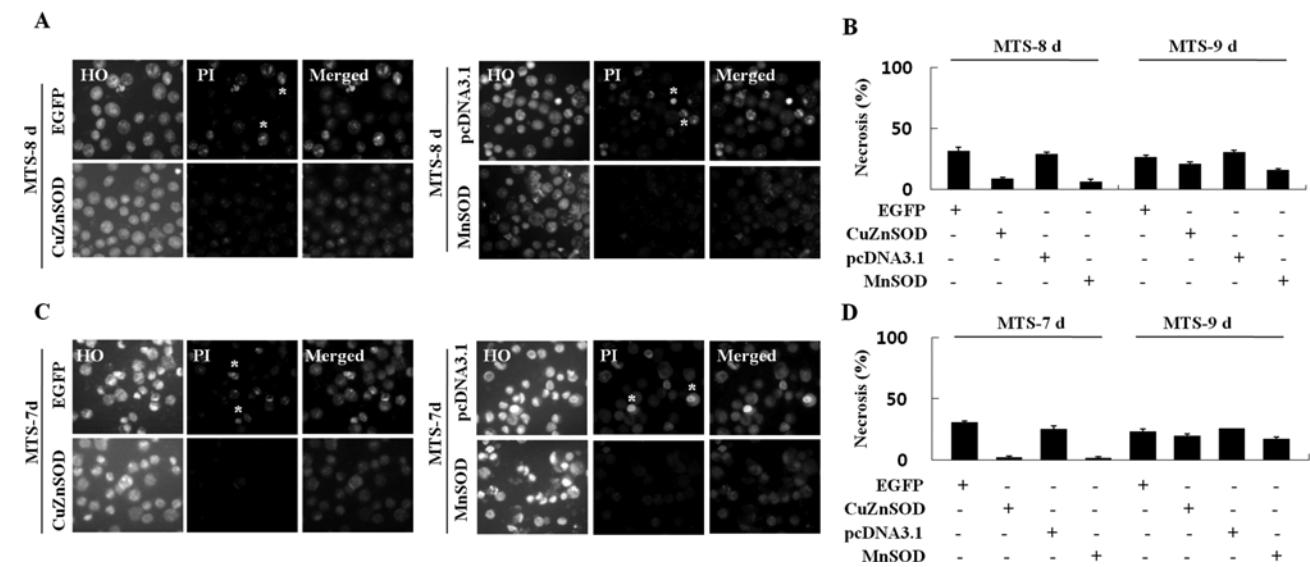 A
HO PI Merged
EGFP
*
*
CuZnSOD
MTS-8 d
HO PI Merged
pcDNA3.1
*
*
MnSOD
MTS-8 d
B
MTS-8 d MTS-9 d
Necrosis (%)
100
50
0
EGFP + - - - + - - -
CuZnSOD - + - - - + - -
pcDNA3.1 - - + - - - + -
MnSOD - - - + - - - +
C
HO PI Merged
EGFP
*
*
CuZnSOD
MTS-7d
HO PI Merged
pcDNA3.1
*
*
MnSOD
MTS-7d
D
MTS-7 d MTS-9 d
Necrosis (%)
100
50
0
EGFP + - - - + - - -
CuZnSOD - + - - - + - -
pcDNA3.1 - - + - - - + -
MnSOD - - - + - - - +